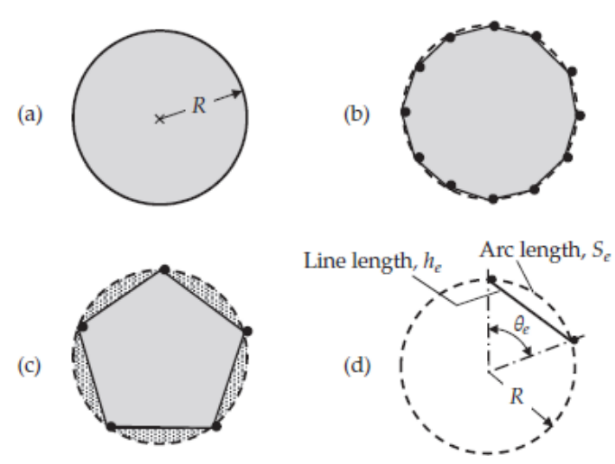 (a)
R
(b)
(c)
(d)
Line length, hₑ
Arc length, Sₑ
θₑ
R